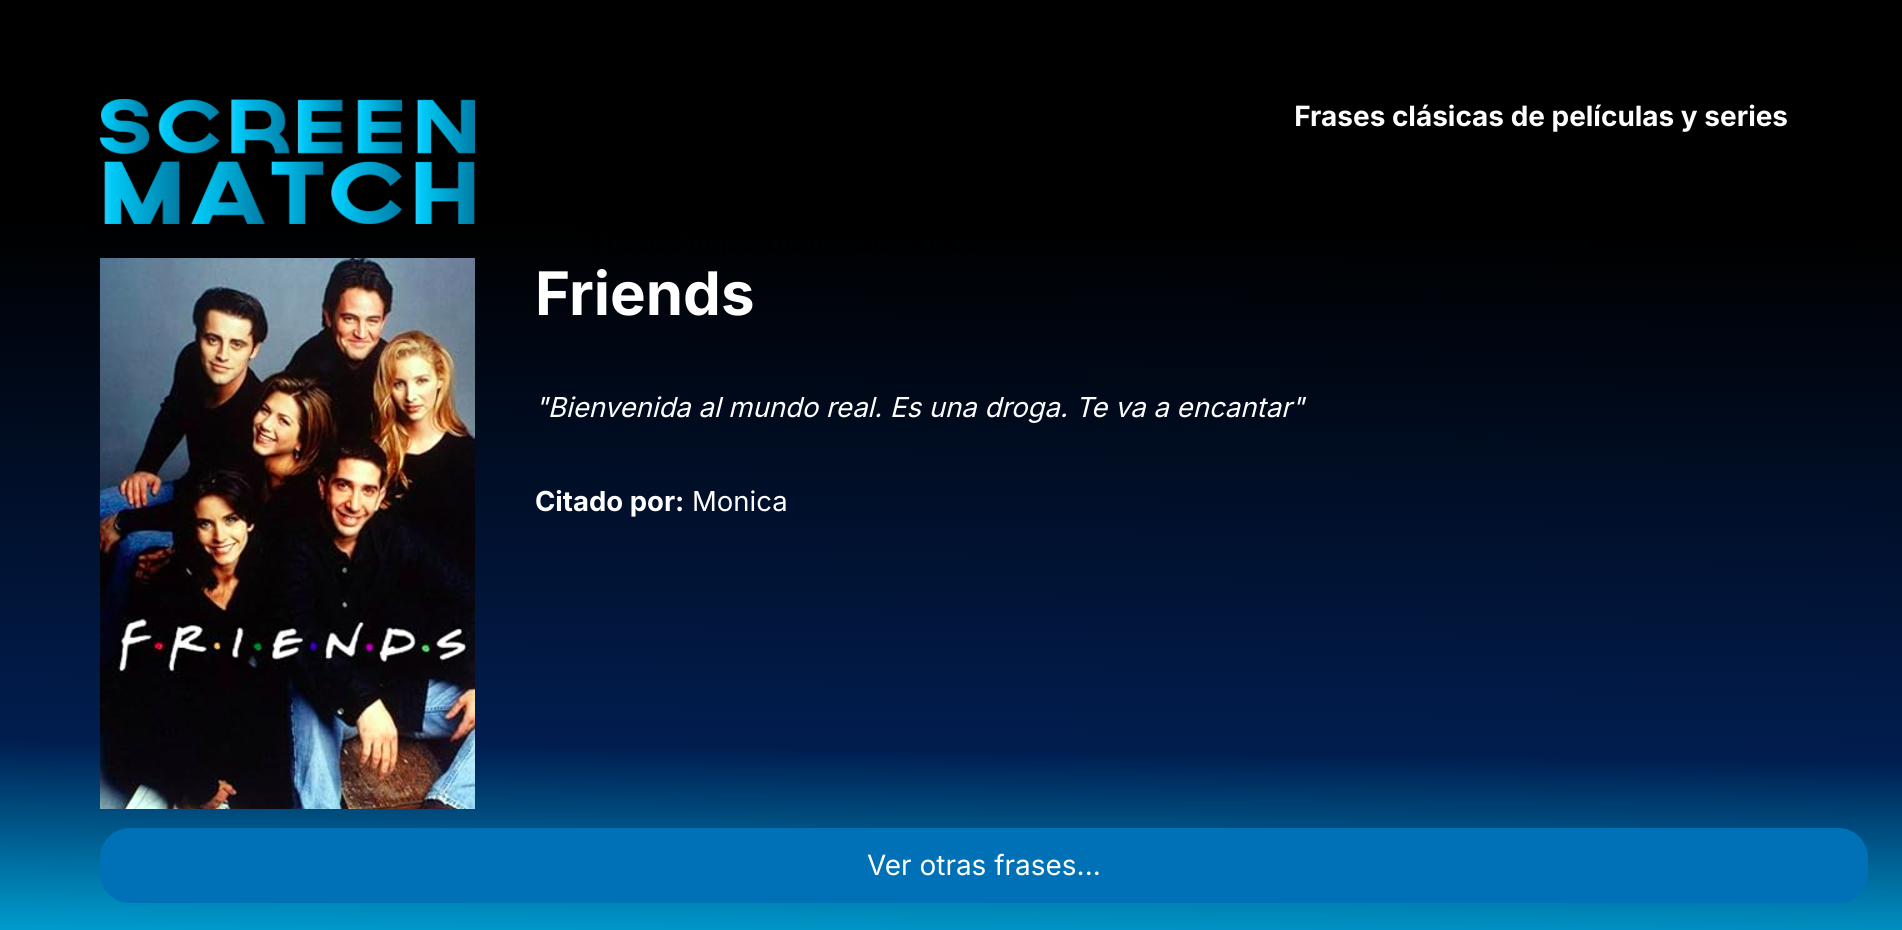 SCREEN
MATCH
Frases clásicas de películas y series
Friends
"Bienvenida al mundo real. Es una droga. Te va a encantar"
Citado por: Monica
F·R·I·E·N·D·S
Ver otras frases...